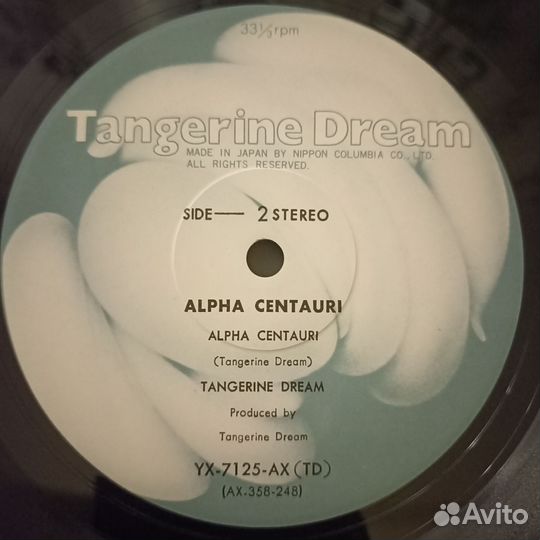 33⅓rpm
Tangerine Dream
MADE IN JAPAN BY NIPPON COLUMBIA CO., LTD.
ALL RIGHTS RESERVED.
SIDE — 2 STEREO
ALPHA CENTAURI
ALPHA CENTAURI
(Tangerine Dream)
TANGERINE DREAM
Produced by
Tangerine Dream
YX-7125-AX (TD)
(AX-358-248)
Avito